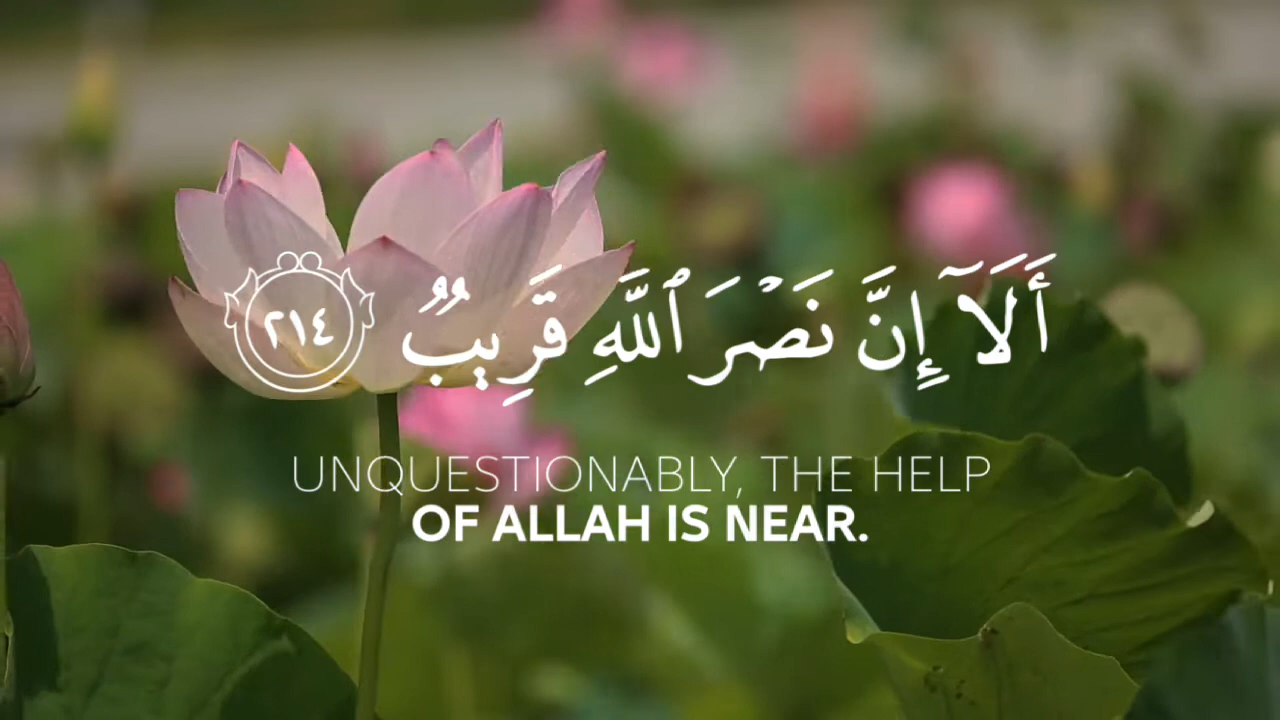 أَلَآ إِنَّ نَصْرَ ٱللَّهِ قَرِيبٌ ٢١٤
UNQUESTIONABLY, THE HELP
OF ALLAH IS NEAR.